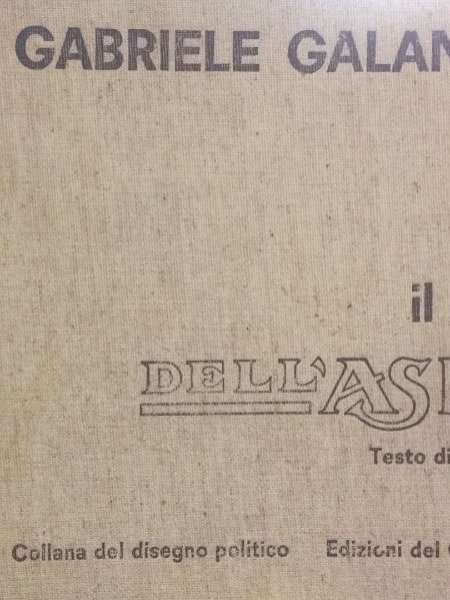 GABRIELE GALAN
il
DELL'AS
Testo di
Collana del disegno politico Edizioni del